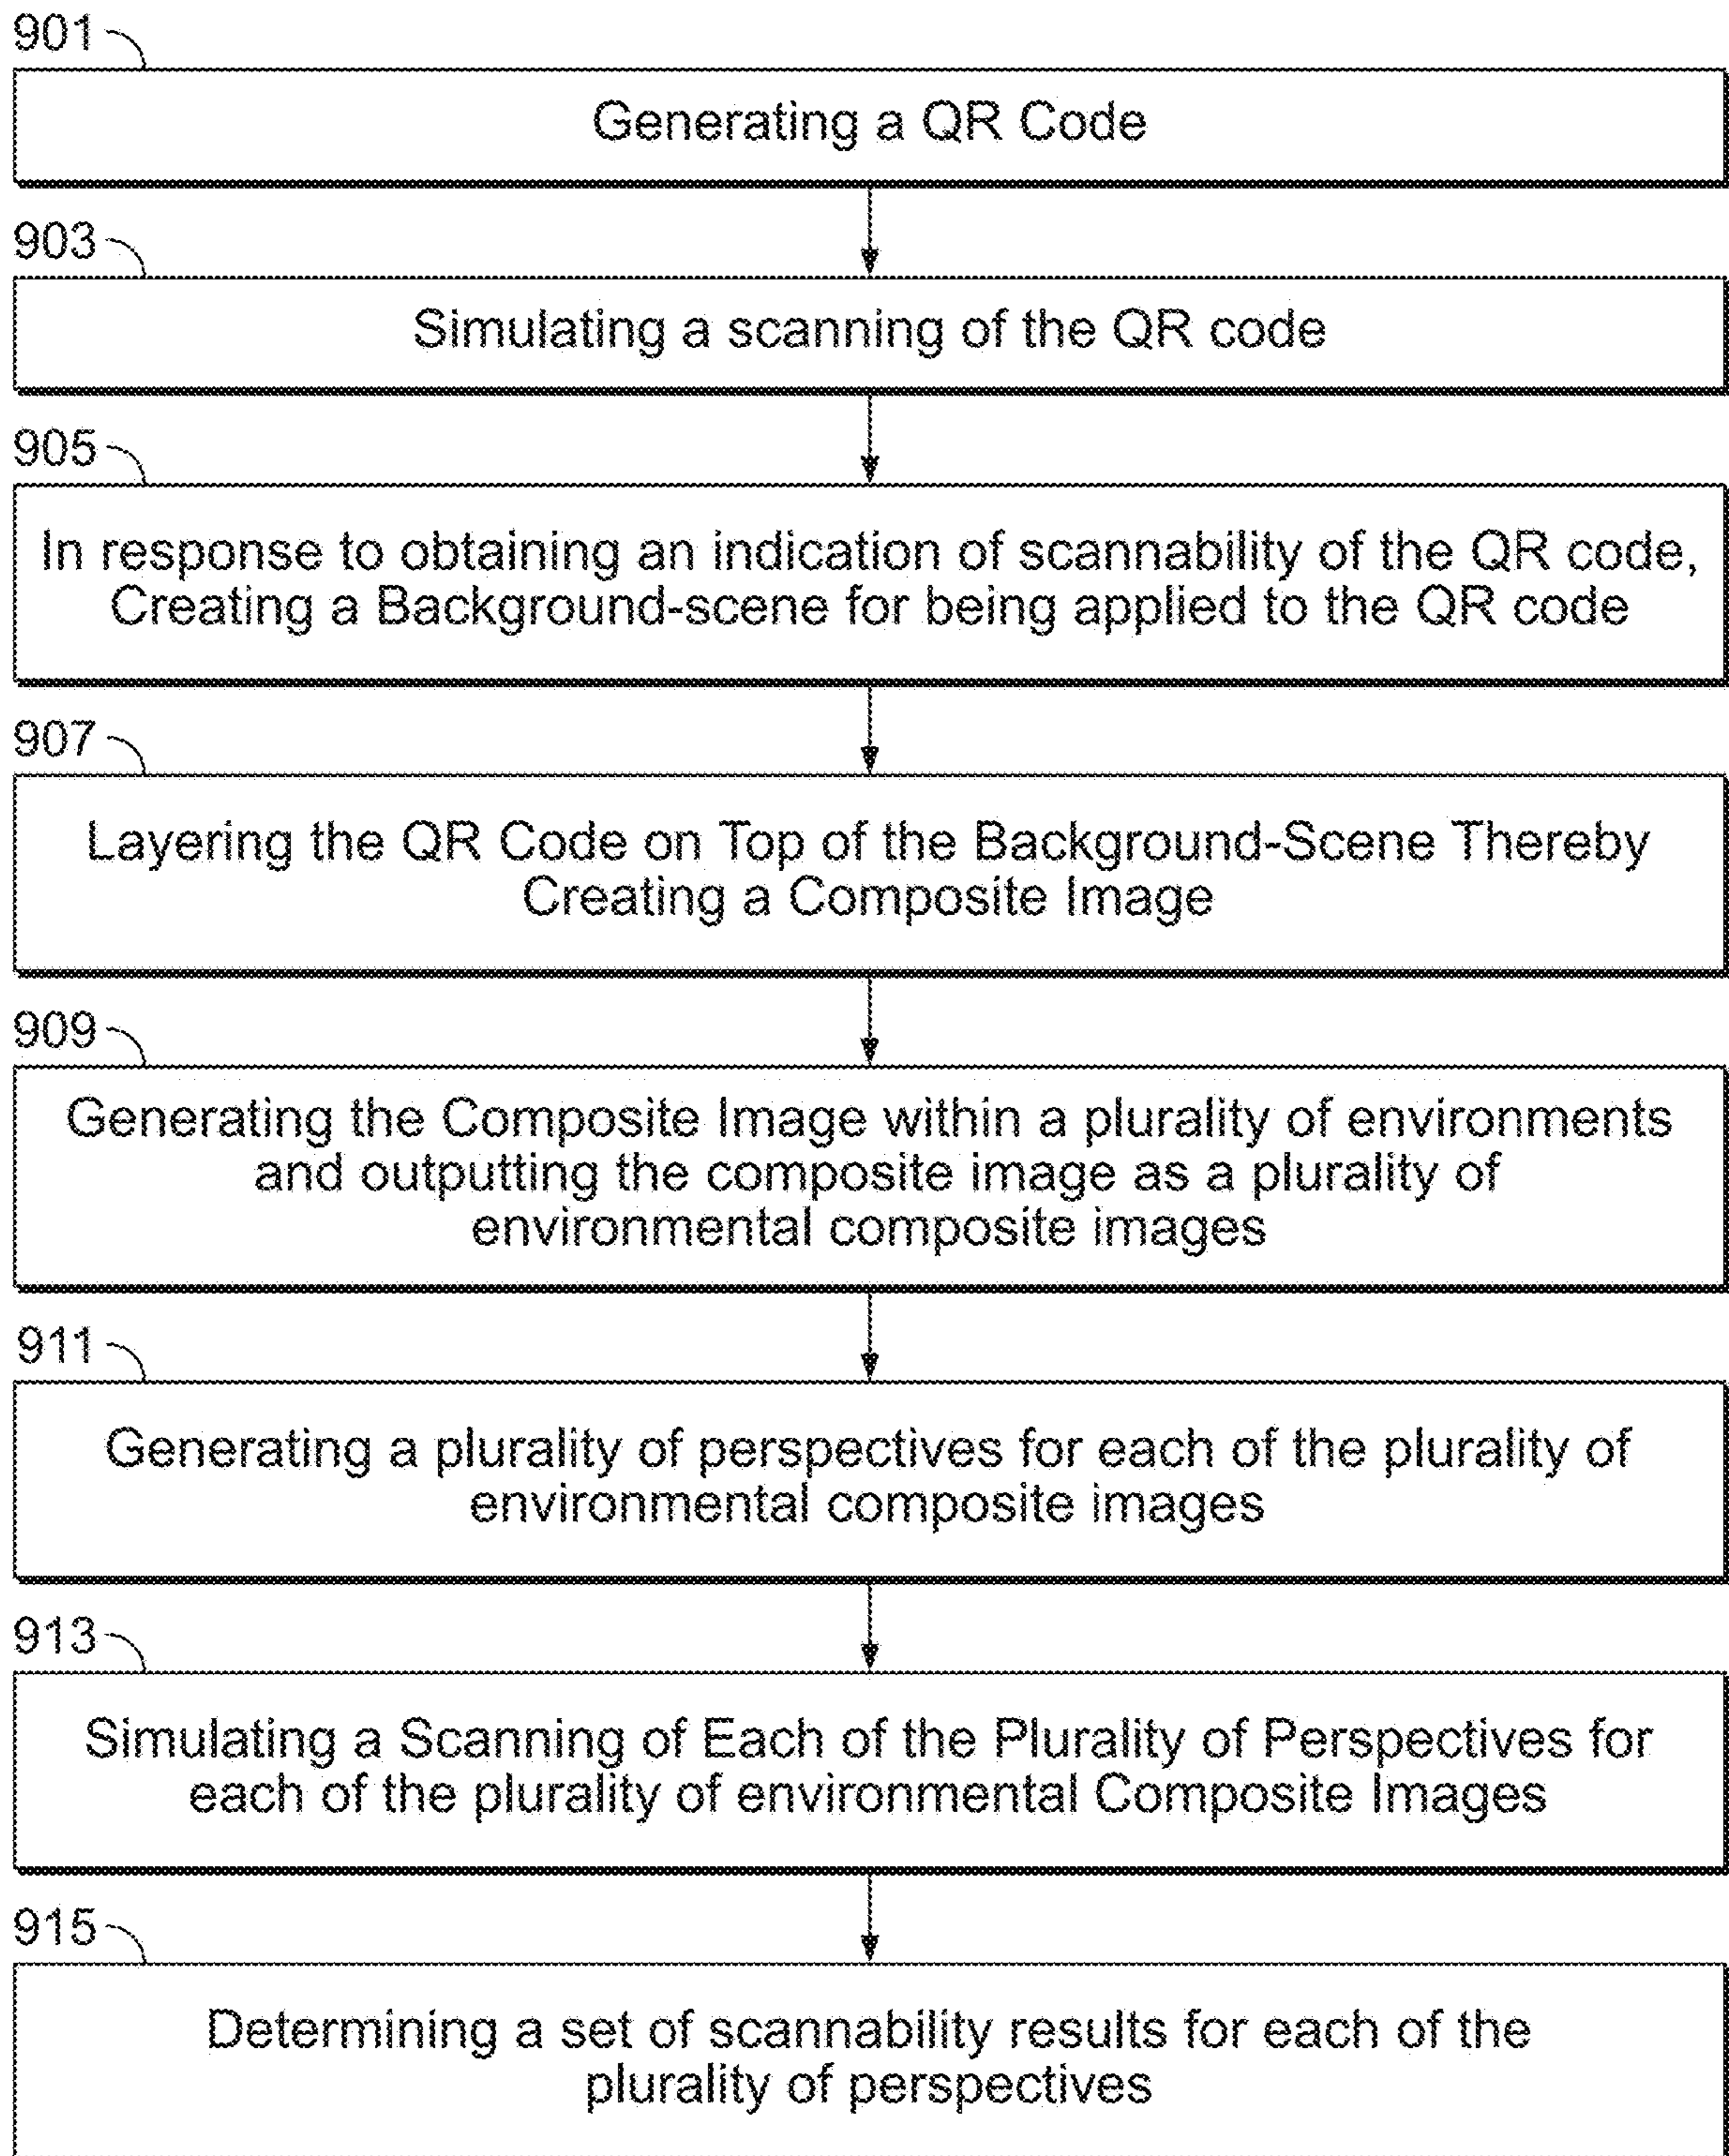 901
Generating a QR Code
903
Simulating a scanning of the QR code
905
In response to obtaining an indication of scannability of the QR code,
Creating a Background-scene for being applied to the QR code
907
Layering the QR Code on Top of the Background-Scene Thereby
Creating a Composite Image
909
Generating the Composite Image within a plurality of environments
and outputting the composite image as a plurality of
environmental composite images
911
Generating a plurality of perspectives for each of the plurality of
environmental composite images
913
Simulating a Scanning of Each of the Plurality of Perspectives for
each of the plurality of environmental Composite Images
915
Determining a set of scannability results for each of the
plurality of perspectives